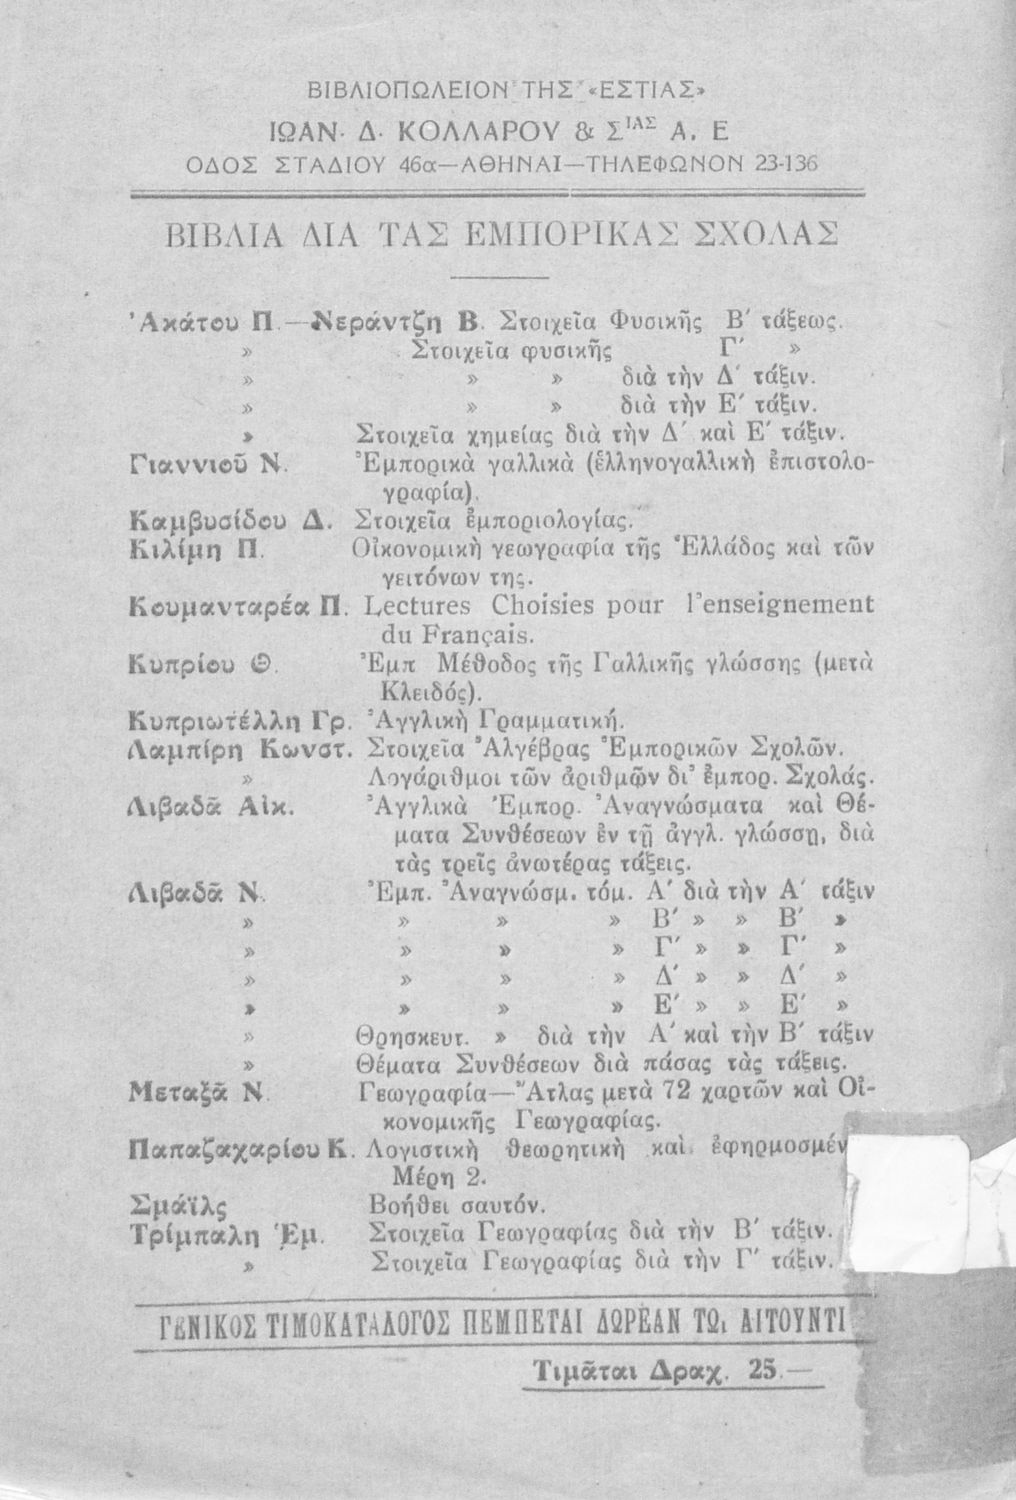 ΒΙΒΛΙΟΠΩΛΕΙΟΝ ΤΗΣ «ΕΣΤΙΑΣ»
ΙΩΑΝ. Δ. ΚΟΛΛΑΡΟΥ & ΣΙΑΣ Α. Ε
ΟΔΟΣ ΣΤΑΔΙΟΥ 46α—ΑΘΗΝΑΙ—ΤΗΛΕΦΩΝΟΝ 23-136
ΒΙΒΛΙΑ ΔΙΑ ΤΑΣ ΕΜΠΟΡΙΚΑΣ ΣΧΟΛΑΣ
Ἀκάτου Π.—Νεράντζη Β. Στοιχεῖα Φυσικῆς Β′ τάξεως.
» Στοιχεῖα φυσικῆς Γ′ »
» » » διὰ τὴν Δ′ τάξιν.
» » » διὰ τὴν Ε′ τάξιν.
» Στοιχεῖα χημείας διὰ τὴν Δ′ καὶ Ε′ τάξιν.
Γιαννιοῦ Ν. Ἐμπορικὰ γαλλικὰ (ἑλληνογαλλικὴ ἐπιστολο-
γραφία).
Καμβυσίδου Δ. Στοιχεῖα ἐμποριολογίας.
Κιλίμη Π. Οἰκονομικὴ γεωγραφία τῆς Ἑλλάδος καὶ τῶν
γειτόνων της.
Κουμανταρέα Π. Lectures Choisies pour l'enseignement
du Français.
Κυπρίου Θ. Ἐμπ Μέθοδος τῆς Γαλλικῆς γλώσσης (μετὰ
Κλειδός).
Κυπριωτέλλη Γρ. Ἀγγλικὴ Γραμματική.
Λαμπίρη Κωνστ. Στοιχεῖα Ἀλγέβρας Ἐμπορικῶν Σχολῶν.
» Λογάριθμοι τῶν ἀριθμῶν δι' ἐμπορ. Σχολάς.
Λιβαδᾶ Αἰκ. Ἀγγλικὰ Ἐμπορ. Ἀναγνώσματα καὶ Θέ-
ματα Συνθέσεων ἐν τῇ ἀγγλ. γλώσσῃ, διὰ
τὰς τρεῖς ἀνωτέρας τάξεις.
Λιβαδᾶ Ν. Ἐμπ. Ἀναγνώσμ. τόμ. Α′ διὰ τὴν Α′ τάξιν
» » » » Β′ » » Β′ »
» » » » Γ′ » » Γ′ »
» » » » Δ′ » » Δ′ »
» » » » Ε′ » » Ε′ »
» Θρησκευτ. » διὰ τὴν Α′ καὶ τὴν Β′ τάξιν
» Θέματα Συνθέσεων διὰ πάσας τὰς τάξεις.
Μεταξᾶ Ν. Γεωγραφία—Ἄτλας μετὰ 72 χαρτῶν καὶ Οἰ-
κονομικῆς Γεωγραφίας.
Παπαζαχαρίου Κ. Λογιστικὴ θεωρητικὴ καὶ ἐφηρμοσμέν
Μέρη 2.
Σμάϊλς Βοήθει σαυτόν.
Τρίμπαλη Ἐμ. Στοιχεῖα Γεωγραφίας διὰ τὴν Β′ τάξιν.
» Στοιχεῖα Γεωγραφίας διὰ τὴν Γ′ τάξιν.
ΓΕΝΙΚΟΣ ΤΙΜΟΚΑΤΑΛΟΓΟΣ ΠΕΜΠΕΤΑΙ ΔΩΡΕΑΝ ΤΩι ΑΙΤΟΥΝΤΙ
Τιμᾶται Δραχ. 25.—